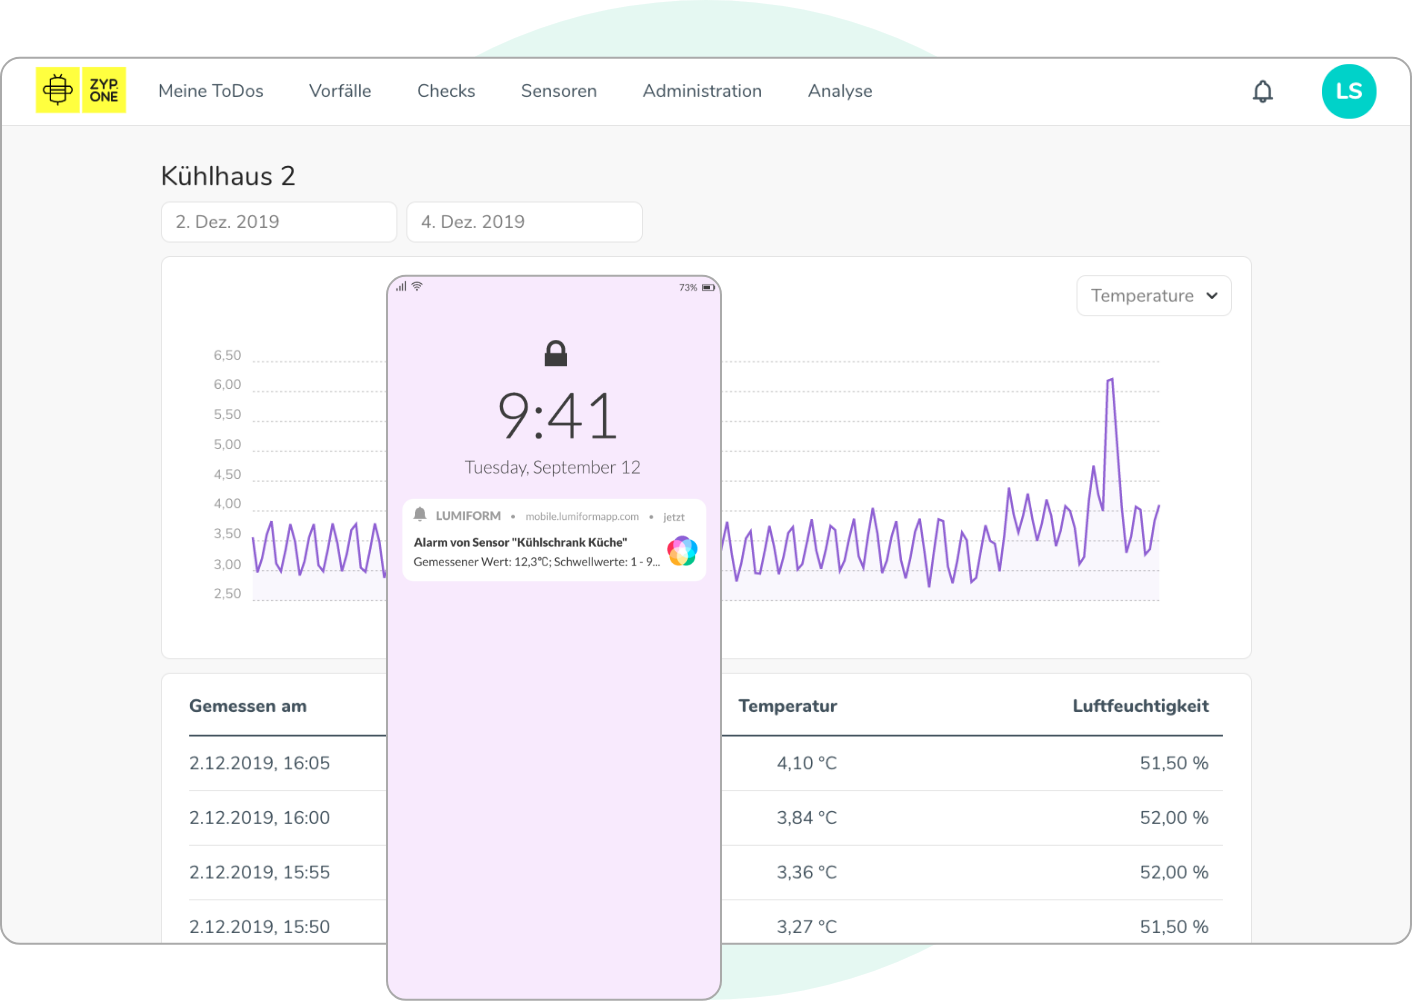 ZYP.
ONE
Meine ToDos
Vorfälle
Checks
Sensoren
Administration
Analyse
LS
Kühlhaus 2
2. Dez. 2019
4. Dez. 2019
Temperature
6,50
6,00
5,50
5,00
4,50
4,00
3,50
3,00
2,50
73%
9:41
Tuesday, September 12
LUMIFORM • mobile.lumiformapp.com • jetzt
Alarm von Sensor "Kühlschrank Küche"
Gemessener Wert: 12,3°C; Schwellwerte: 1 - 9...
Gemessen am Temperatur Luftfeuchtigkeit
2.12.2019, 16:05 4,10 °C 51,50 %
2.12.2019, 16:00 3,84 °C 52,00 %
2.12.2019, 15:55 3,36 °C 52,00 %
2.12.2019, 15:50 3,27 °C 51,50 %